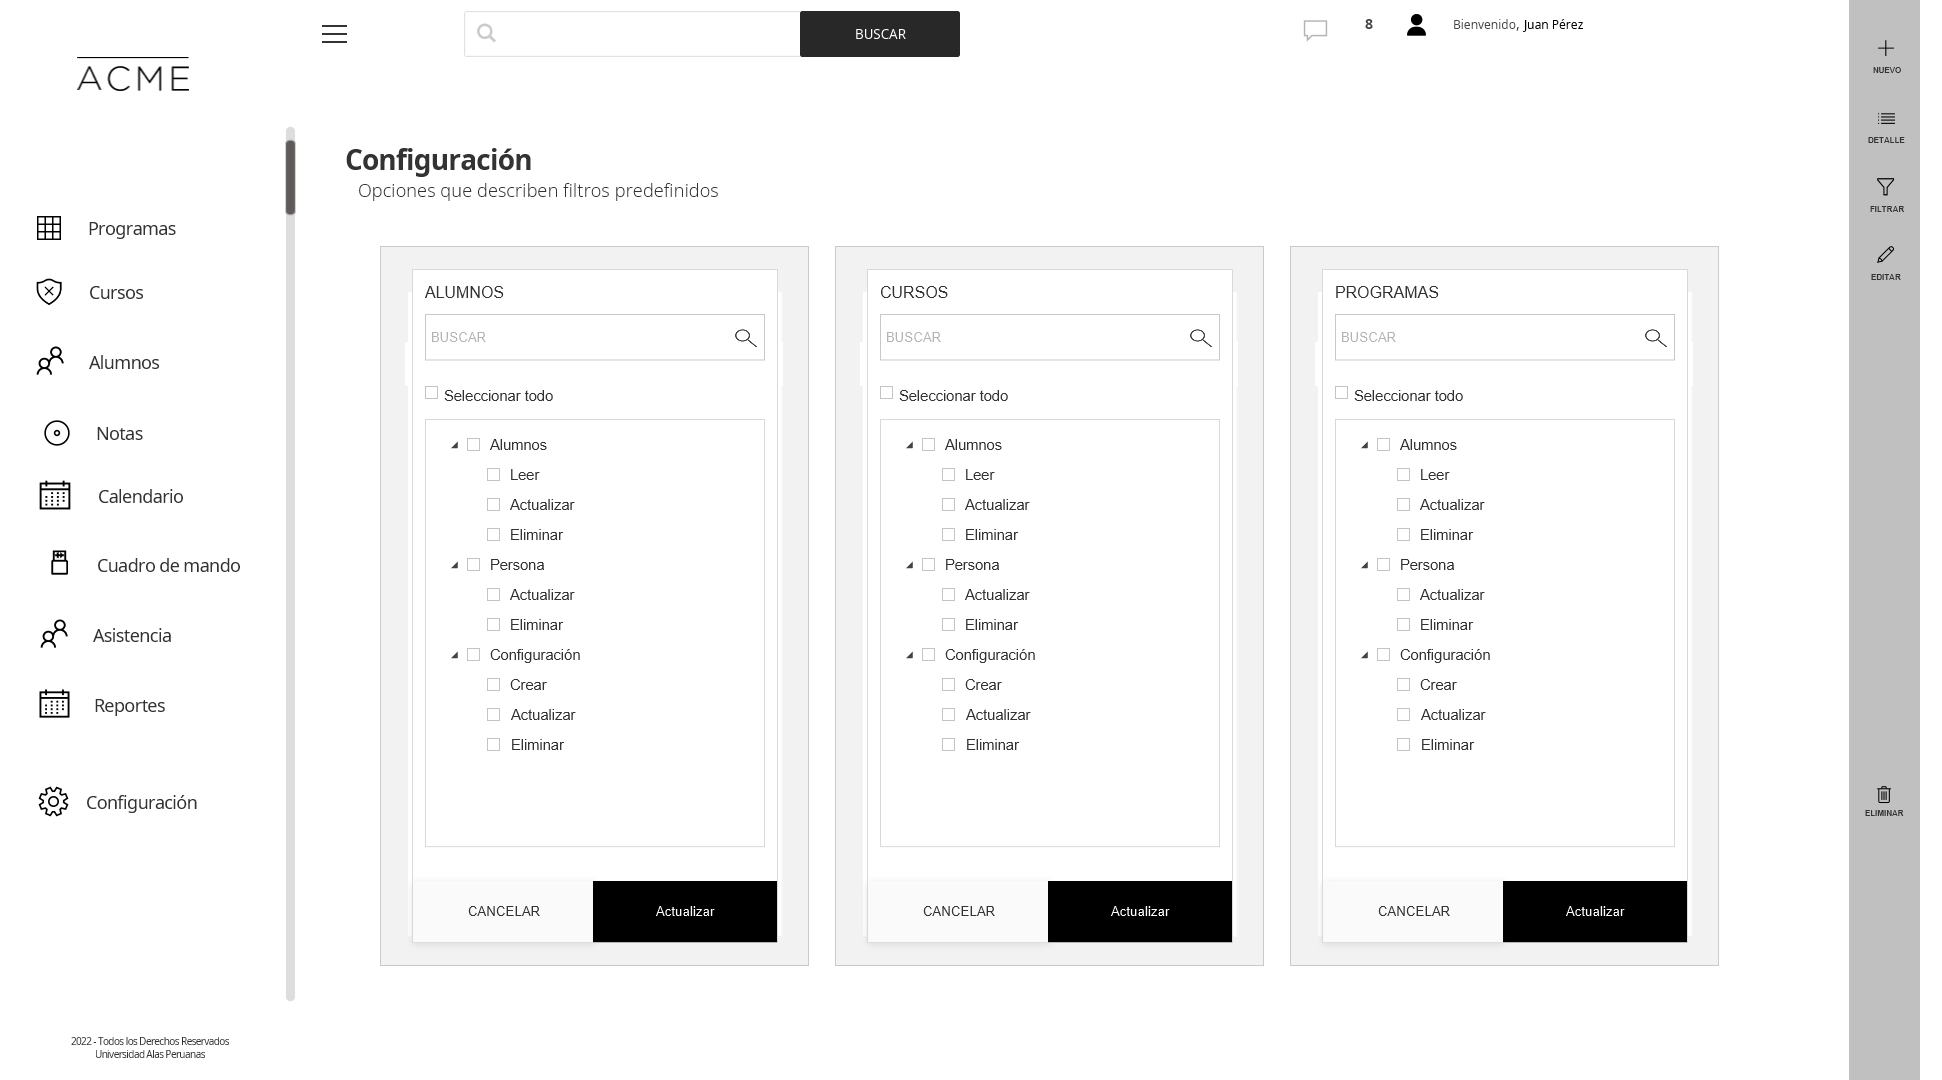 ACME
BUSCAR
8
Bienvenido, Juan Pérez
NUEVO
DETALLE
FILTRAR
EDITAR
ELIMINAR
Programas
Cursos
Alumnos
Notas
Calendario
Cuadro de mando
Asistencia
Reportes
Configuración
2022 - Todos los Derechos Reservados
Universidad Alas Peruanas
Configuración
Opciones que describen filtros predefinidos
ALUMNOS
BUSCAR
Seleccionar todo
Alumnos
Leer
Actualizar
Eliminar
Persona
Actualizar
Eliminar
Configuración
Crear
Actualizar
Eliminar
CANCELAR
Actualizar
CURSOS
BUSCAR
Seleccionar todo
Alumnos
Leer
Actualizar
Eliminar
Persona
Actualizar
Eliminar
Configuración
Crear
Actualizar
Eliminar
CANCELAR
Actualizar
PROGRAMAS
BUSCAR
Seleccionar todo
Alumnos
Leer
Actualizar
Eliminar
Persona
Actualizar
Eliminar
Configuración
Crear
Actualizar
Eliminar
CANCELAR
Actualizar